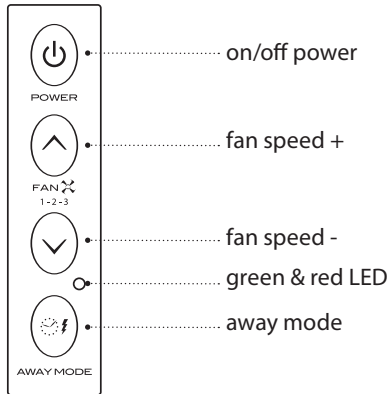 on/off power
POWER
fan speed +
FAN
1-2-3
fan speed -
green & red LED
away mode
AWAY MODE